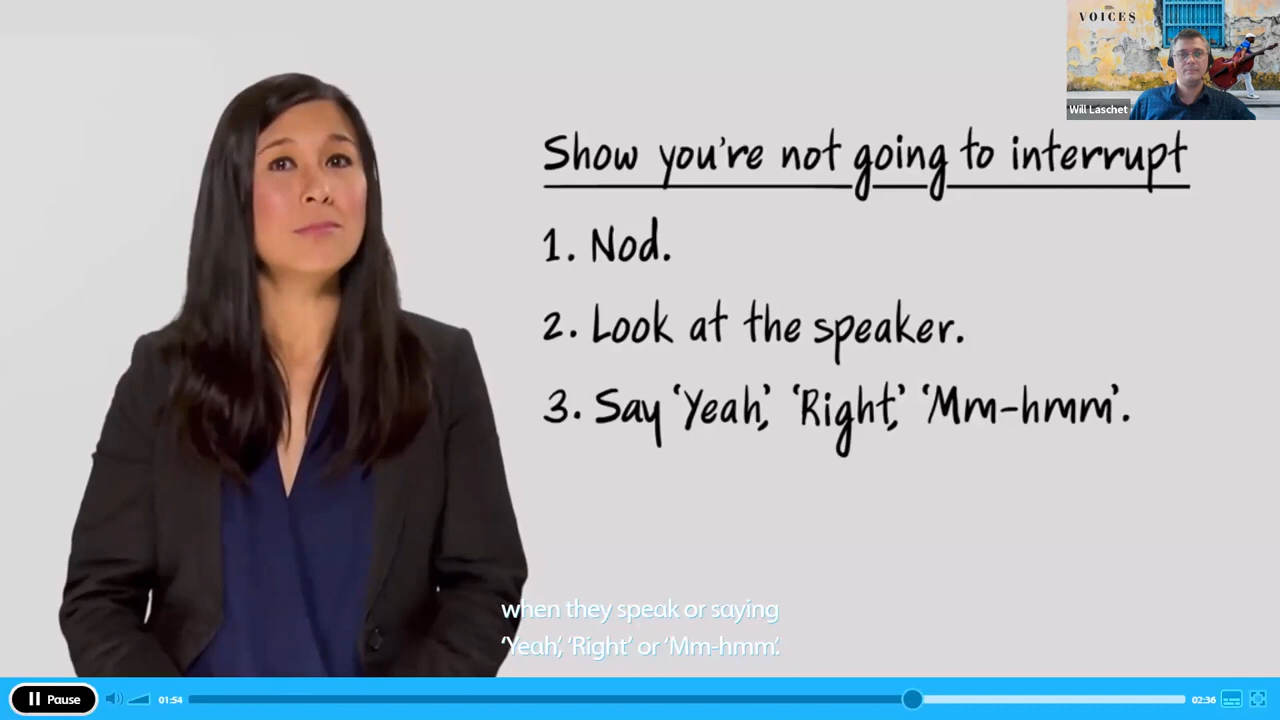 VOICES
Will Laschet
Show you're not going to interrupt
1. Nod.
2. Look at the speaker.
3. Say ‘Yeah’, ‘Right’, ‘Mm-hmm’.
when they speak or saying
‘Yeah’, ‘Right’ or ‘Mm-hmm’.
Pause
01:54
02:36